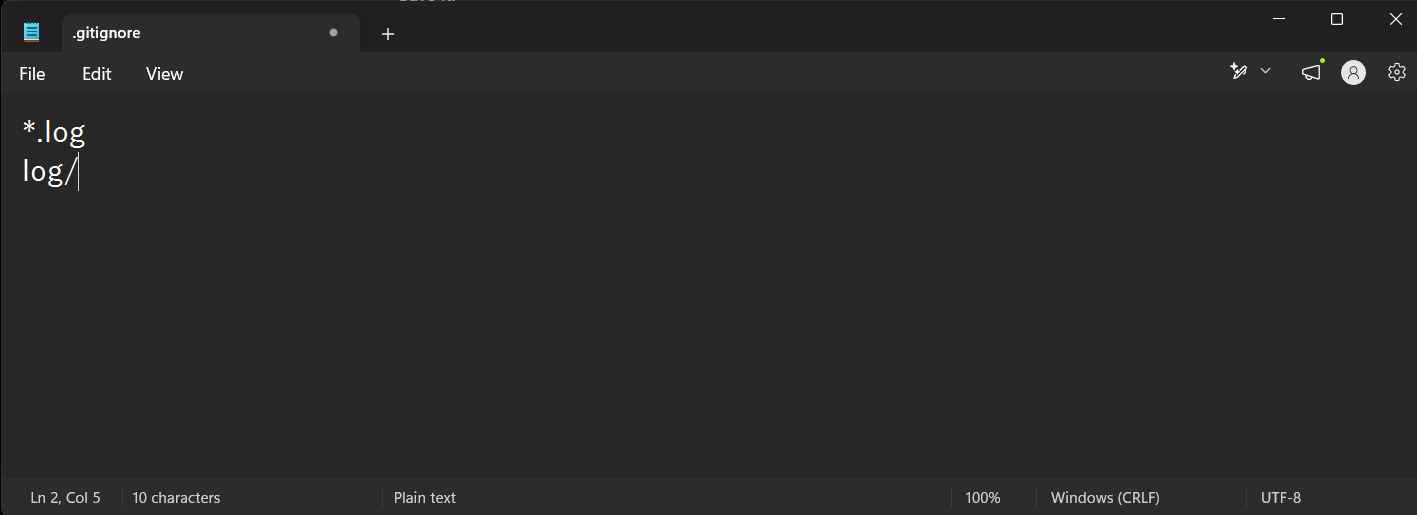 .gitignore
File Edit View
*.log
log/
Ln 2, Col 5 10 characters Plain text 100% Windows (CRLF) UTF-8